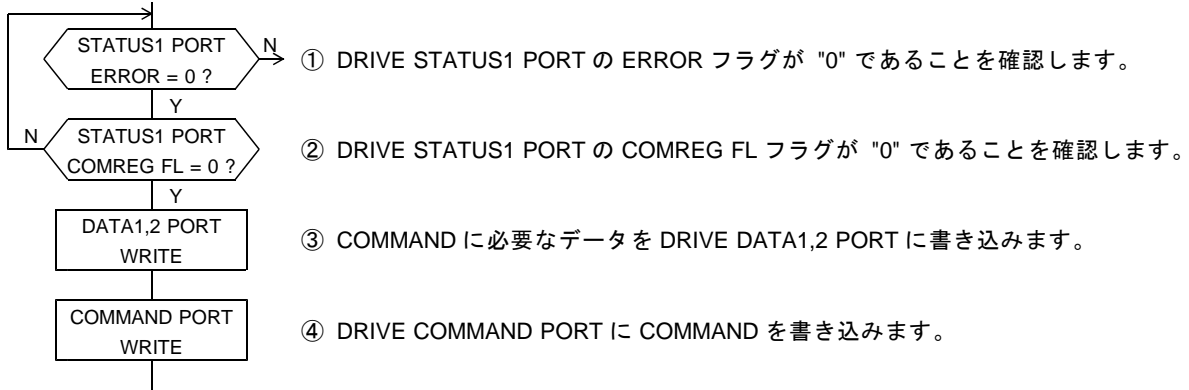 STATUS1 PORT
ERROR = 0 ?
N
① DRIVE STATUS1 PORT の ERROR フラグが "0" であることを確認します。
Y
N
STATUS1 PORT
COMREG FL = 0 ?
② DRIVE STATUS1 PORT の COMREG FL フラグが "0" であることを確認します。
Y
DATA1,2 PORT
WRITE
③ COMMAND に必要なデータを DRIVE DATA1,2 PORT に書き込みます。
COMMAND PORT
WRITE
④ DRIVE COMMAND PORT に COMMAND を書き込みます。